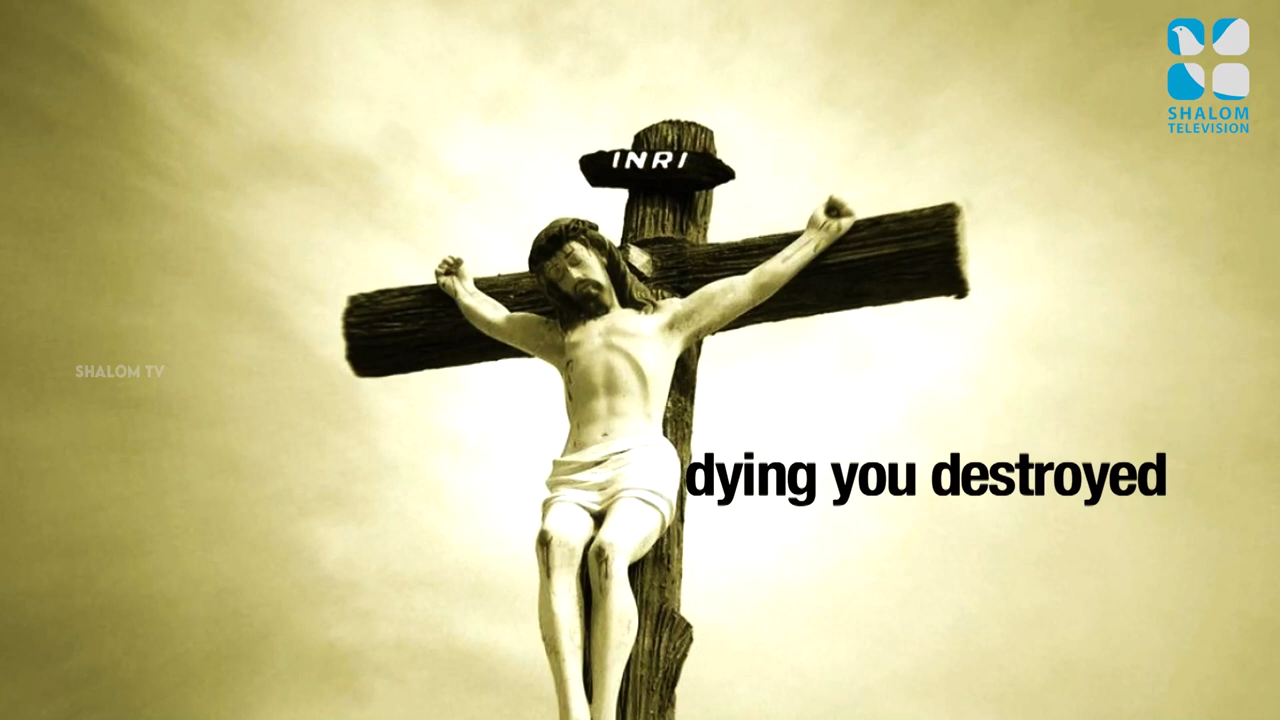 SHALOM
TELEVISION
INRI
SHALOM TV
dying you destroyed